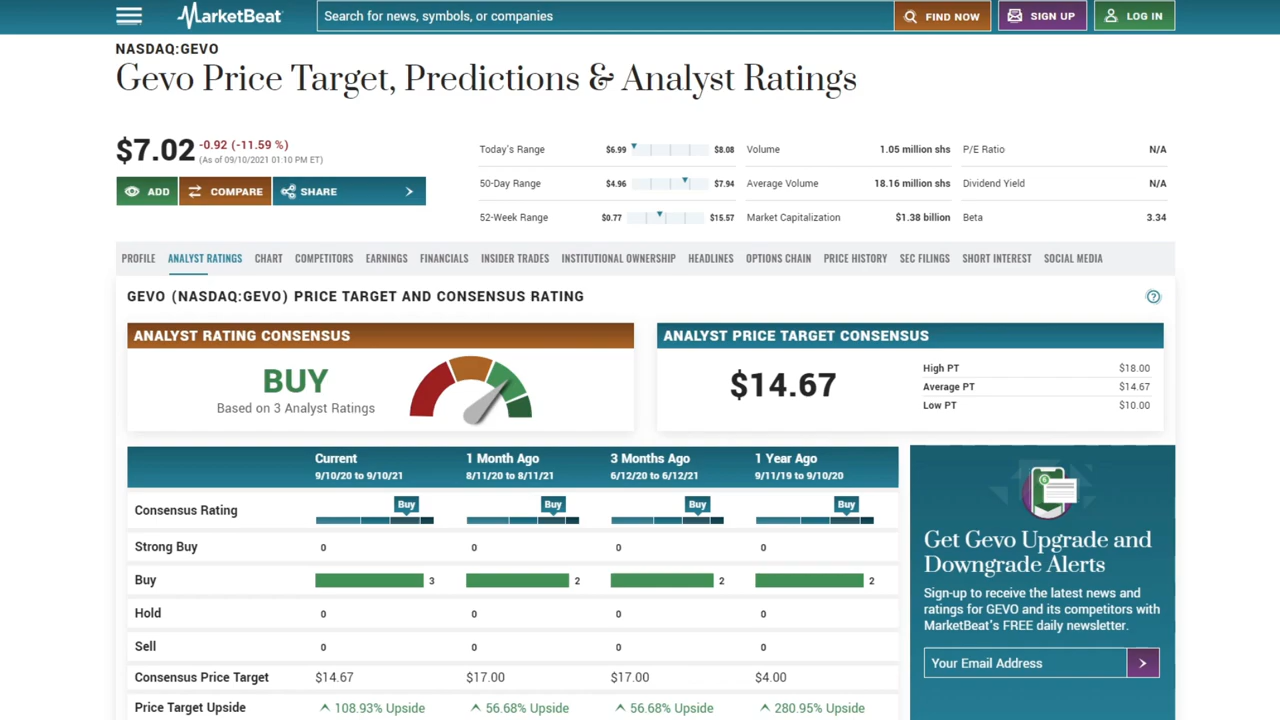 MarketBeat
Search for news, symbols, or companies
FIND NOW
SIGN UP
LOG IN
NASDAQ:GEVO
Gevo Price Target, Predictions & Analyst Ratings
$7.02 -0.92 (-11.59 %)
(As of 09/10/2021 01:10 PM ET)
ADD
COMPARE
SHARE
Today's Range $6.99 $8.08
50-Day Range $4.96 $7.94
52-Week Range $0.77 $15.57
Volume 1.05 million shs
Average Volume 18.16 million shs
Market Capitalization $1.38 billion
P/E Ratio N/A
Dividend Yield N/A
Beta 3.34
PROFILE ANALYST RATINGS CHART COMPETITORS EARNINGS FINANCIALS INSIDER TRADES INSTITUTIONAL OWNERSHIP HEADLINES OPTIONS CHAIN PRICE HISTORY SEC FILINGS SHORT INTEREST SOCIAL MEDIA
GEVO (NASDAQ:GEVO) PRICE TARGET AND CONSENSUS RATING
ANALYST RATING CONSENSUS
BUY
Based on 3 Analyst Ratings
ANALYST PRICE TARGET CONSENSUS
$14.67
High PT $18.00
Average PT $14.67
Low PT $10.00
Current 1 Month Ago 3 Months Ago 1 Year Ago
9/10/20 to 9/10/21 8/11/20 to 8/11/21 6/12/20 to 6/12/21 9/11/19 to 9/10/20
Consensus Rating Buy Buy Buy Buy
Strong Buy 0 0 0 0
Buy 3 2 2 2
Hold 0 0 0 0
Sell 0 0 0 0
Consensus Price Target $14.67 $17.00 $17.00 $4.00
Price Target Upside 108.93% Upside 56.68% Upside 56.68% Upside 280.95% Upside
Get Gevo Upgrade and
Downgrade Alerts
Sign-up to receive the latest news and
ratings for GEVO and its competitors with
MarketBeat's FREE daily newsletter.
Your Email Address